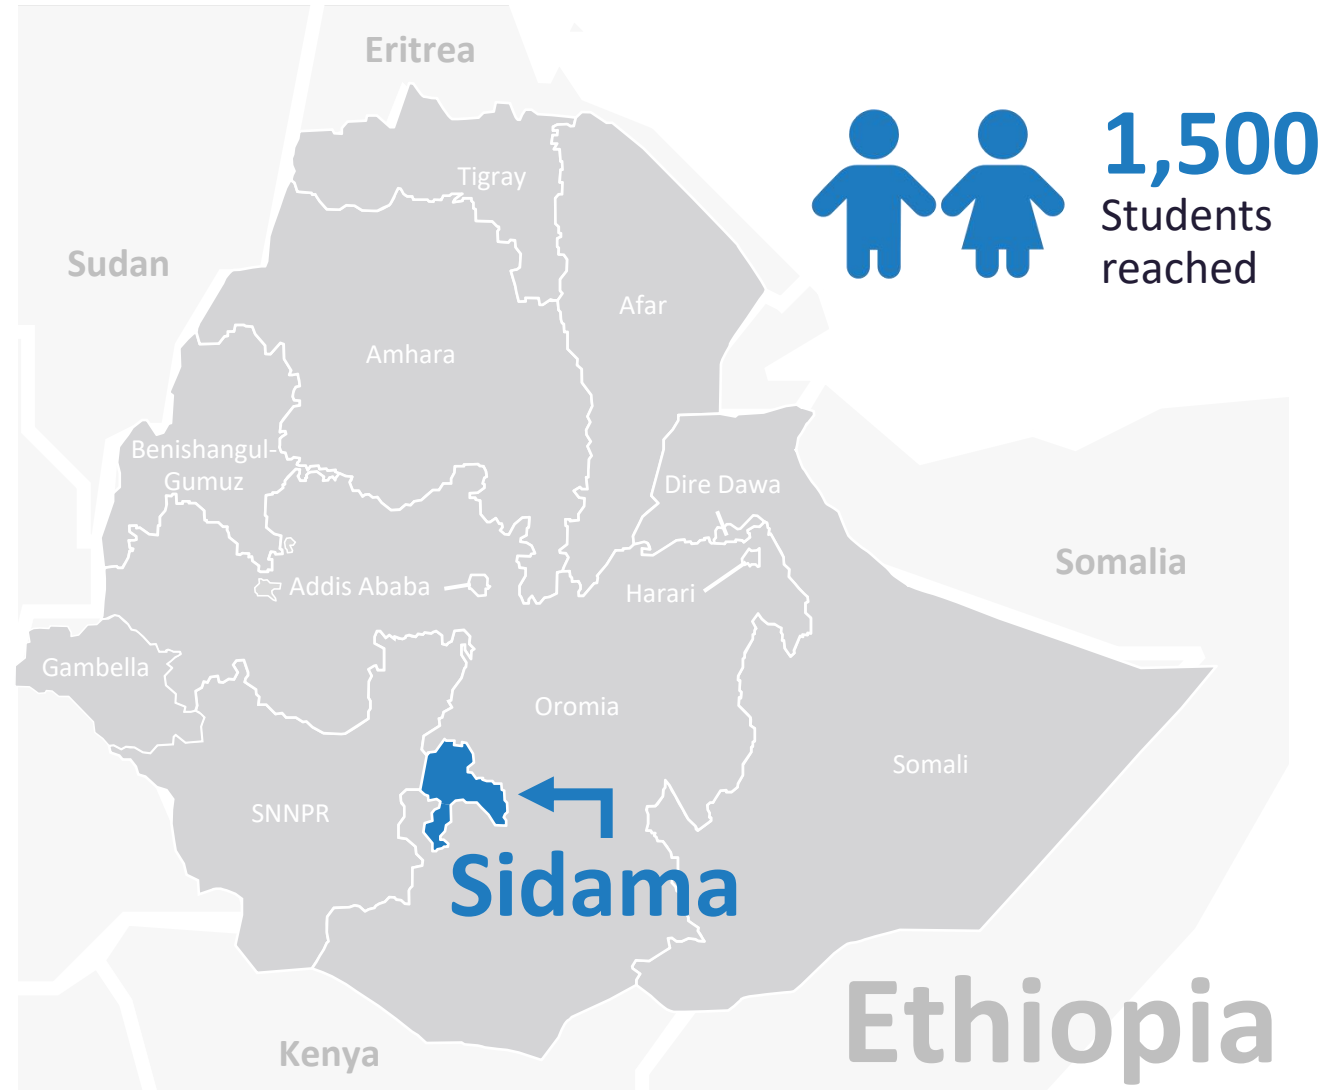 Eritrea
1,500
Students
reached
Tigray
Sudan
Afar
Amhara
Benishangul-
Gumuz
Dire Dawa
Somalia
Addis Ababa
Harari
Gambella
Oromia
Somali
SNNPR
Sidama
Ethiopia
Kenya